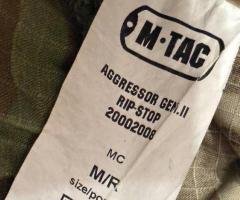 M·TAC
AGGRESSOR GEN.II
RIP-STOP
20002008
MC
M/R